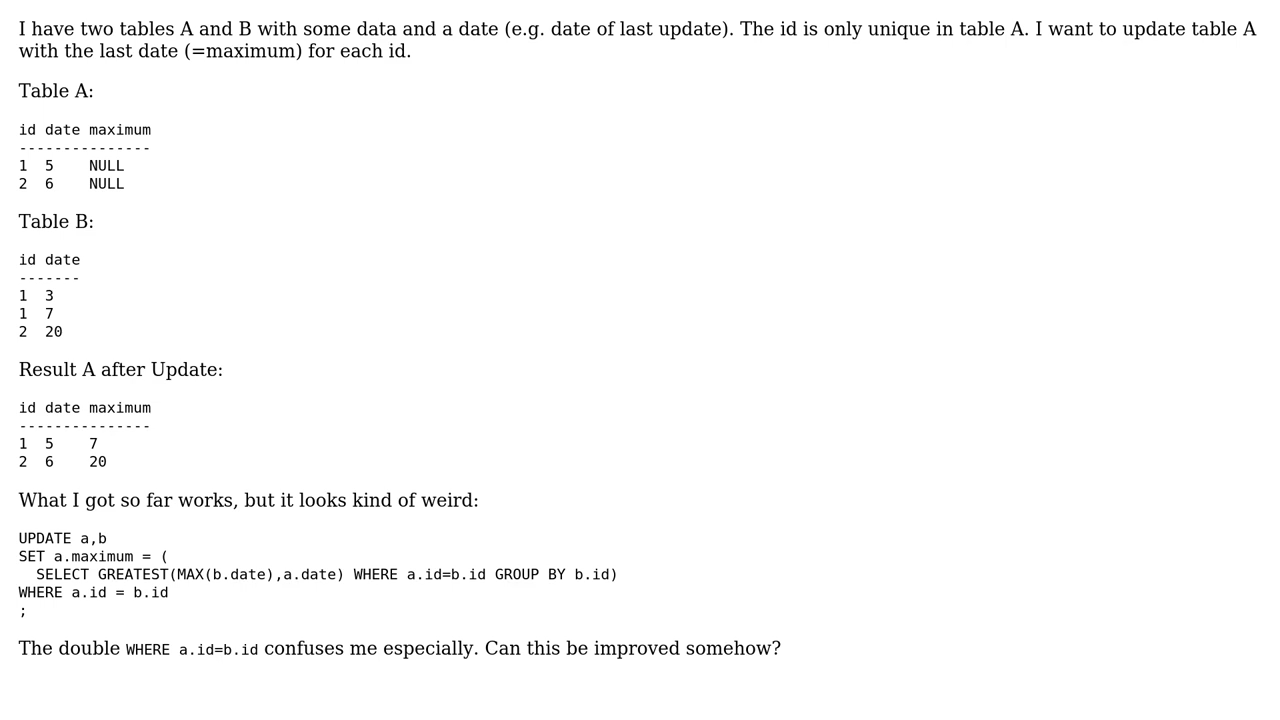 I have two tables A and B with some data and a date (e.g. date of last update). The id is only unique in table A. I want to update table A
with the last date (=maximum) for each id.
Table A:
id date maximum
---------------
1  5    NULL
2  6    NULL
Table B:
id date
-------
1  3
1  7
2  20
Result A after Update:
id date maximum
---------------
1  5    7
2  6    20
What I got so far works, but it looks kind of weird:
UPDATE a,b
SET a.maximum = (
  SELECT GREATEST(MAX(b.date),a.date) WHERE a.id=b.id GROUP BY b.id)
WHERE a.id = b.id
;
The double WHERE a.id=b.id confuses me especially. Can this be improved somehow?